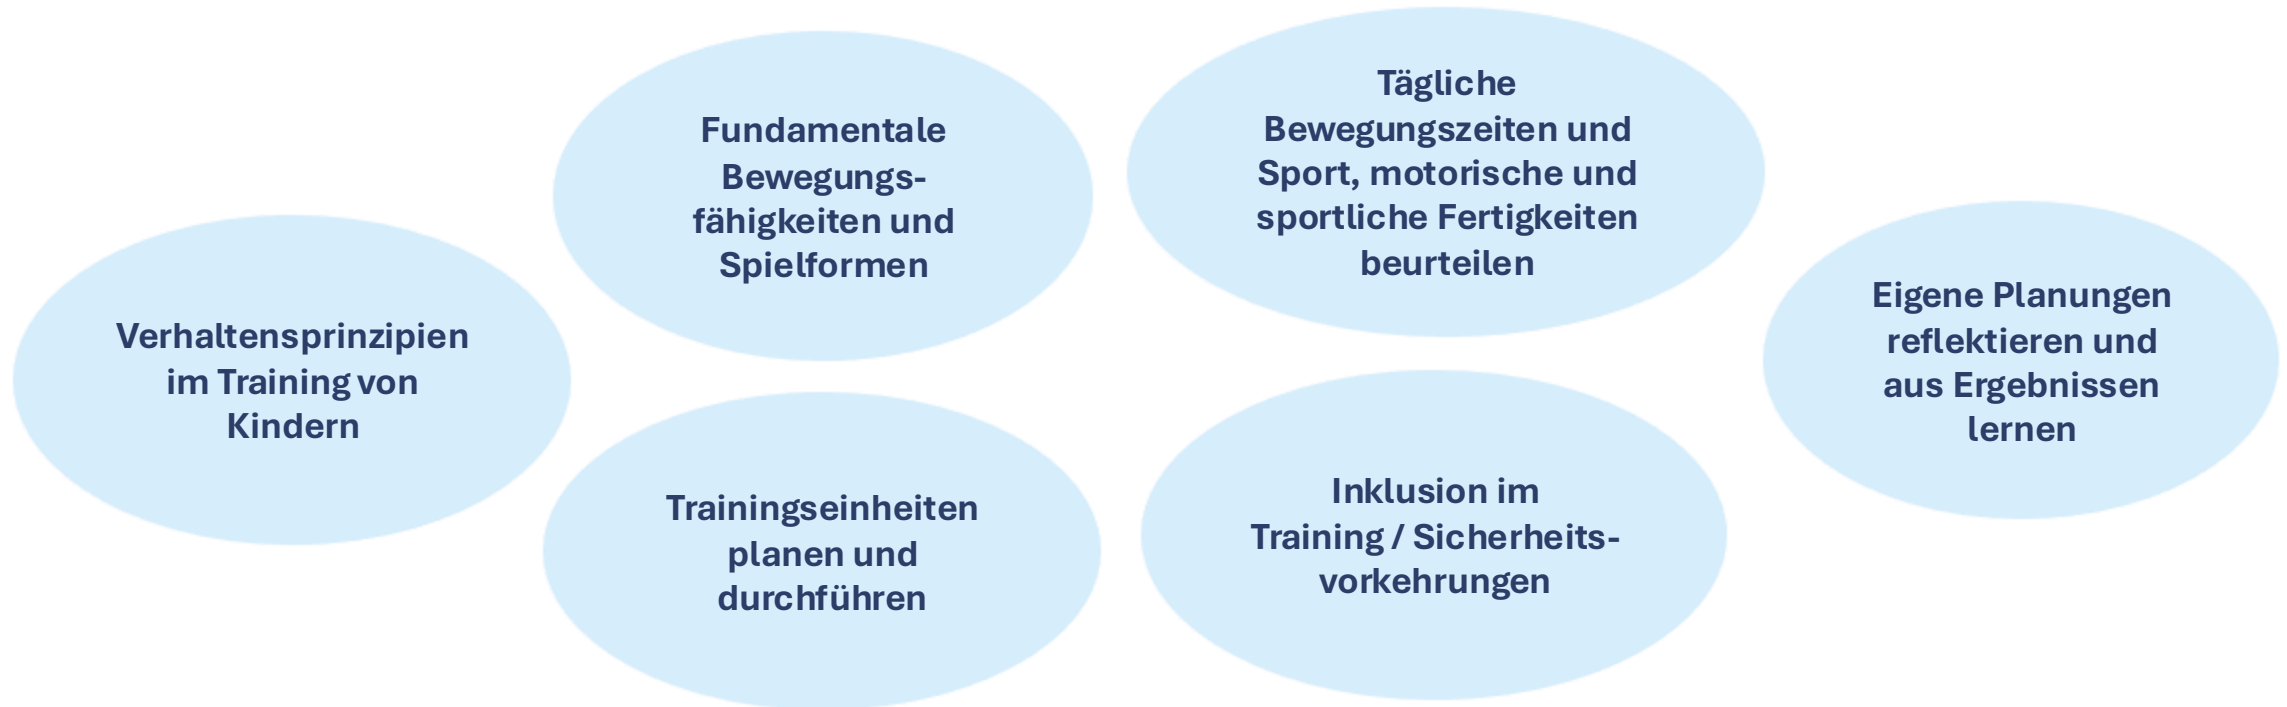 Verhaltensprinzipien
im Training von
Kindern
Fundamentale
Bewegungs-
fähigkeiten und
Spielformen
Trainingseinheiten
planen und
durchführen
Tägliche
Bewegungszeiten und
Sport, motorische und
sportliche Fertigkeiten
beurteilen
Inklusion im
Training / Sicherheits-
vorkehrungen
Eigene Planungen
reflektieren und
aus Ergebnissen
lernen